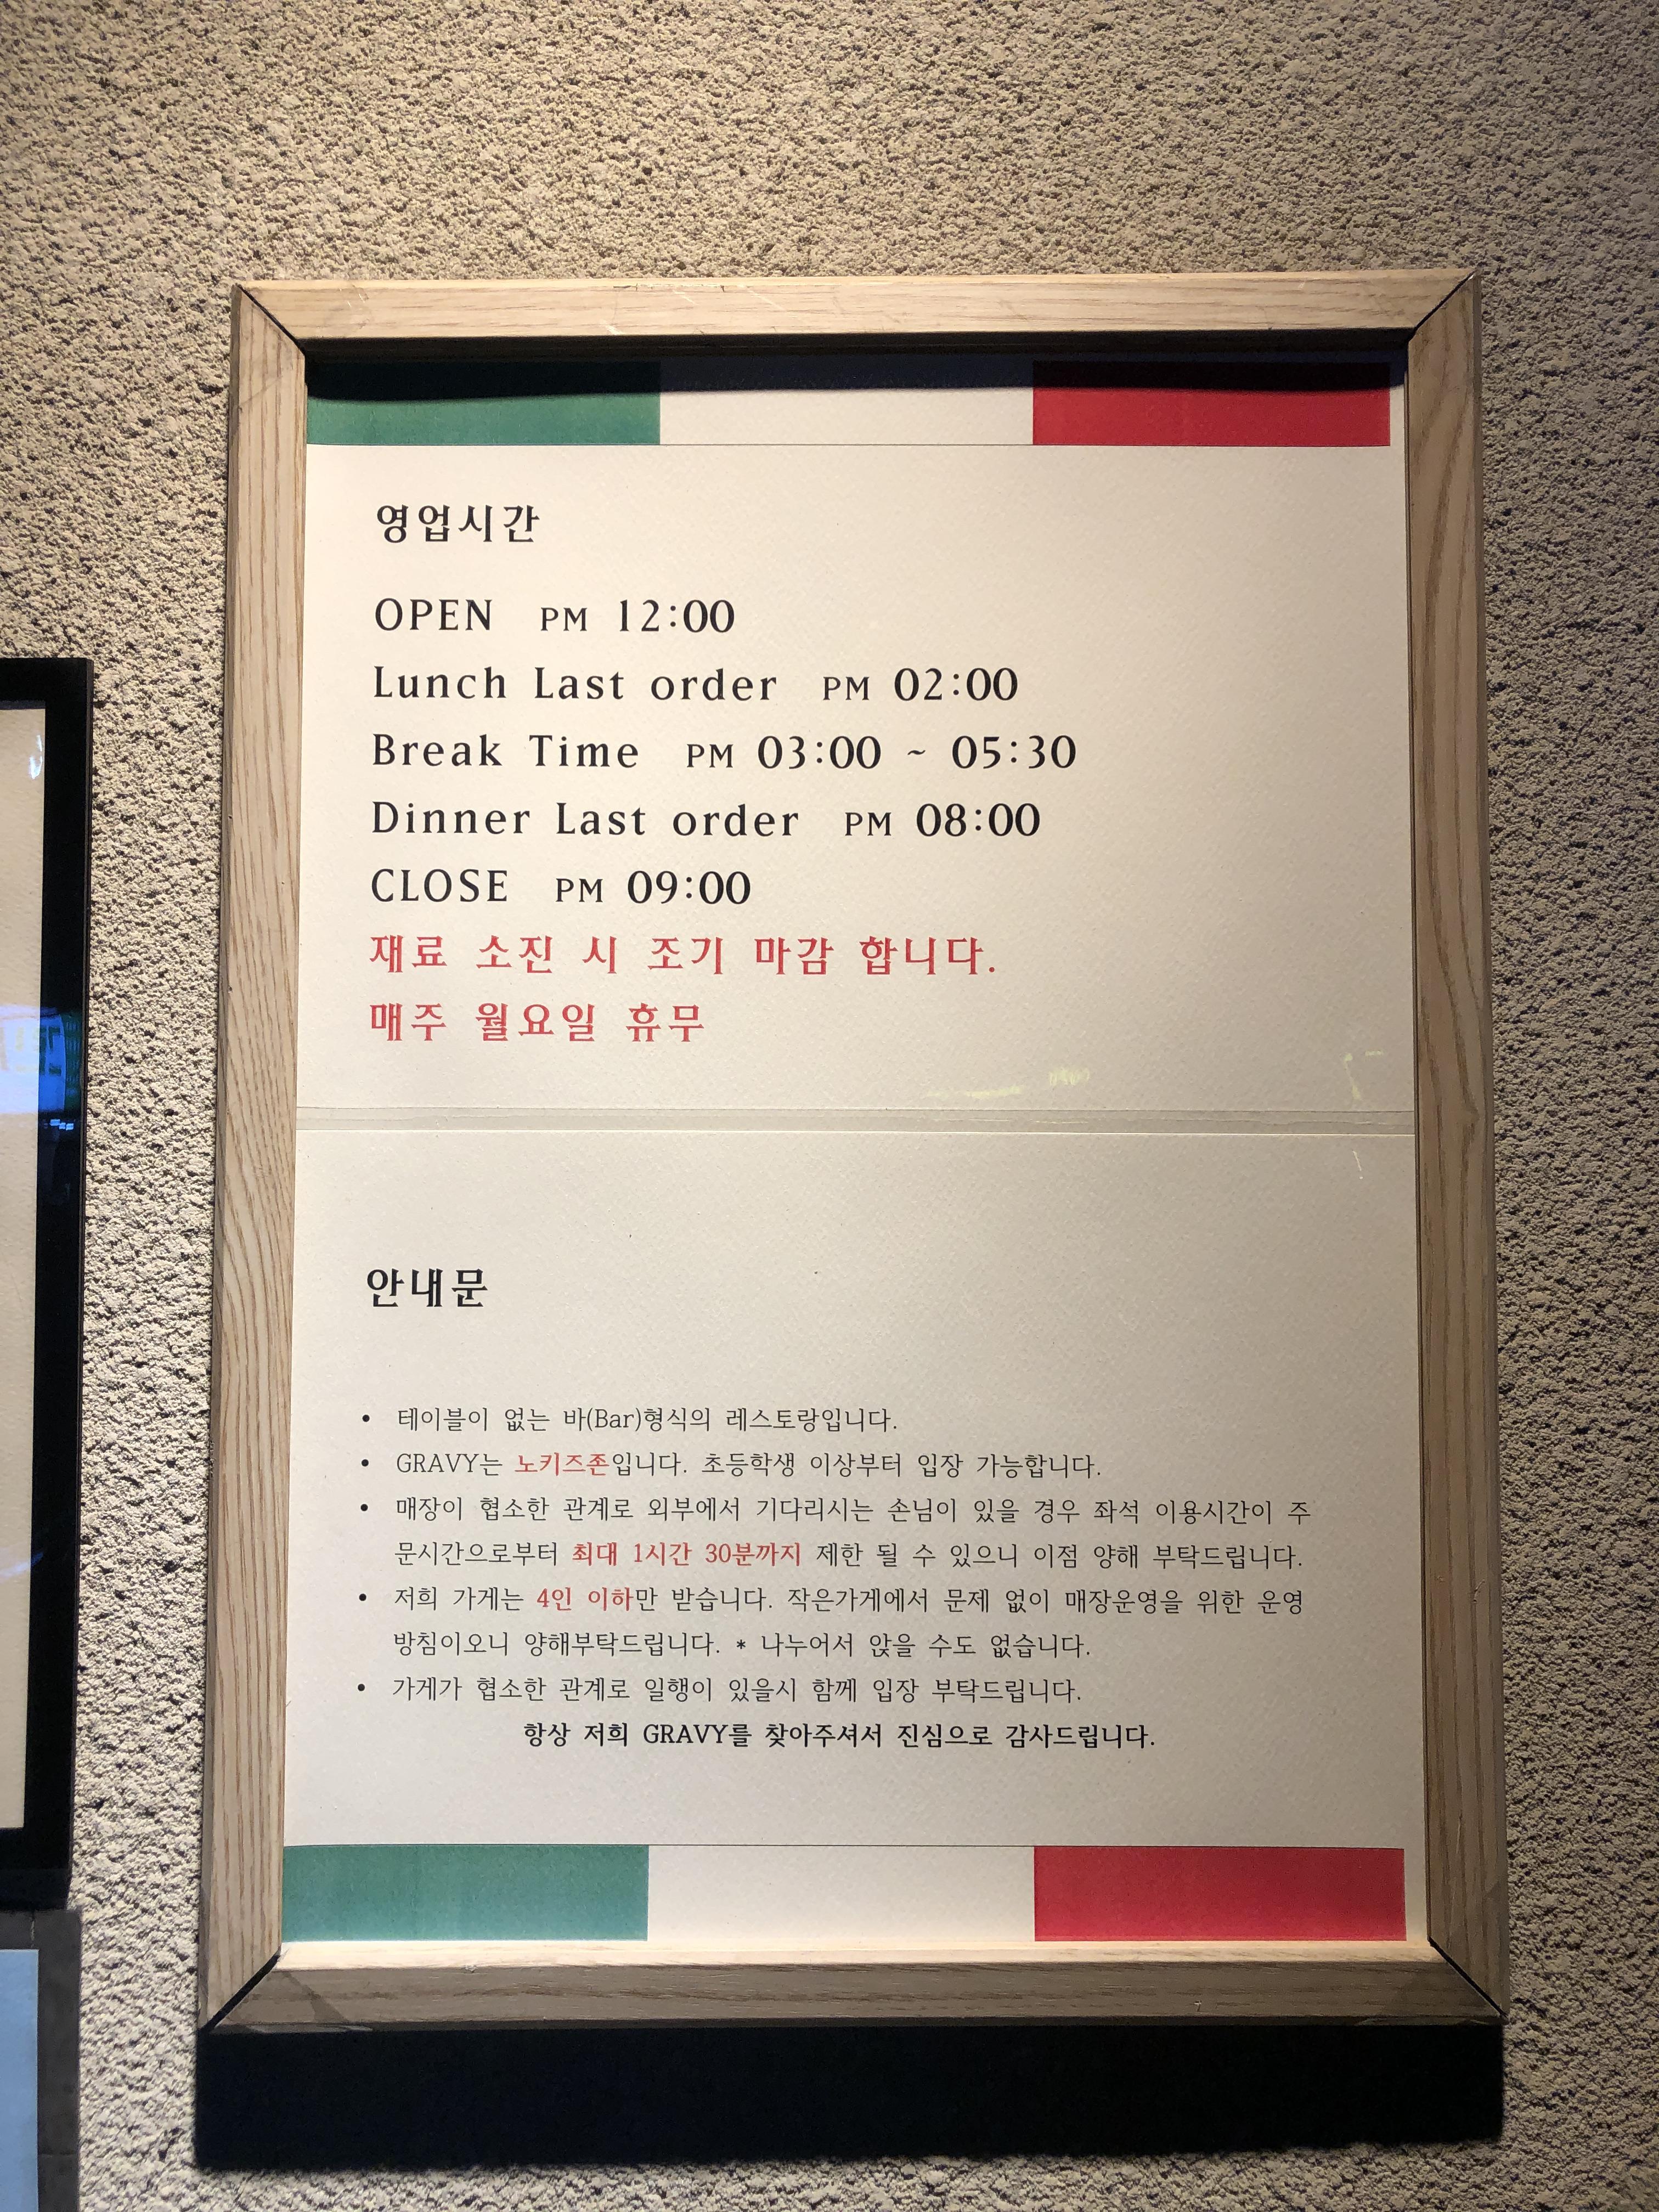 영업시간
OPEN PM 12:00
Lunch Last order PM 02:00
Break Time PM 03:00 ~ 05:30
Dinner Last order PM 08:00
CLOSE PM 09:00
재료 소진 시 조기 마감 합니다.
매주 월요일 휴무
안내문
• 테이블이 없는 바(Bar)형식의 레스토랑입니다.
• GRAVY는 노키즈존입니다. 초등학생 이상부터 입장 가능합니다.
• 매장이 협소한 관계로 외부에서 기다리시는 손님이 있을 경우 좌석 이용시간이 주
문시간으로부터 최대 1시간 30분까지 제한 될 수 있으니 이점 양해 부탁드립니다.
• 저희 가게는 4인 이하만 받습니다. 작은가게에서 문제 없이 매장운영을 위한 운영
방침이오니 양해부탁드립니다. * 나누어서 앉을 수도 없습니다.
• 가게가 협소한 관계로 일행이 있을시 함께 입장 부탁드립니다.
항상 저희 GRAVY를 찾아주셔서 진심으로 감사드립니다.